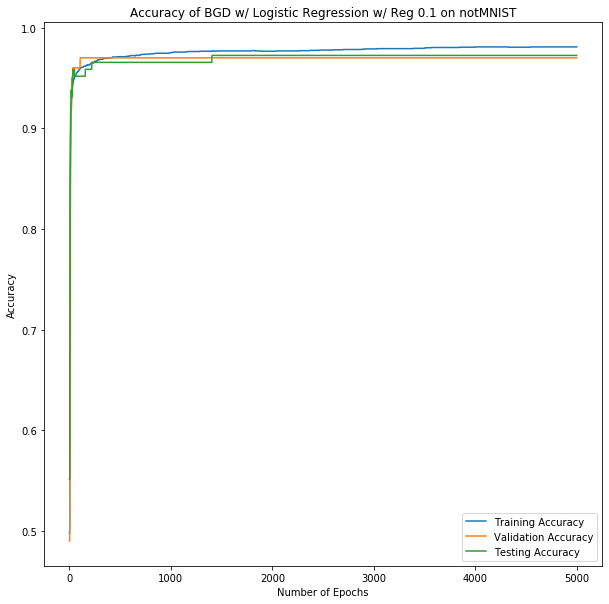 Accuracy of BGD w/ Logistic Regression w/ Reg 0.1 on notMNIST
1.0
0.9
0.8
0.7
0.6
0.5
Accuracy
0
1000
2000
3000
4000
5000
Number of Epochs
Training Accuracy
Validation Accuracy
Testing Accuracy